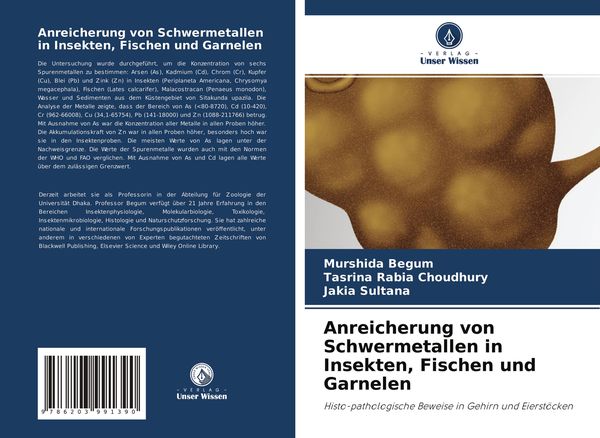 Anreicherung von Schwermetallen
in Insekten, Fischen und Garnelen
Die Untersuchung wurde durchgeführt, um die Konzentration von sechs
Spurenmetallen zu bestimmen: Arsen (As), Kadmium (Cd), Chrom (Cr), Kupfer
(Cu), Blei (Pb) und Zink (Zn) in Insekten (Periplaneta Americana, Chrysomya
megacephala), Fischen (Lates calcarifer), Malacostracan (Penaeus monodon),
Wasser und Sedimenten aus dem Küstengebiet von Sitakunda upazila. Die
Analyse der Metalle zeigte, dass der Bereich von As (<80-8720), Cd (10-420),
Cr (962-66008), Cu (34,1-65754), Pb (141-18000) und Zn (1088-211766) betrug.
Mit Ausnahme von As war die Konzentration aller Metalle in allen Proben höher.
Die Akkumulationskraft von Zn war in allen Proben höher, besonders hoch war
sie in den Insektenproben. Die meisten Werte von As lagen unter der
Nachweisgrenze. Die Werte der Spurenmetalle wurden auch mit den Normen
der WHO und FAO verglichen. Mit Ausnahme von As und Cd lagen alle Werte
über dem zulässigen Grenzwert.
Derzeit arbeitet sie als Professorin in der Abteilung für Zoologie der
Universität Dhaka. Professor Begum verfügt über 21 Jahre Erfahrung in den
Bereichen Insektenphysiologie, Molekularbiologie, Toxikologie,
Insektenmikrobiologie, Histologie und Naturschutzforschung. Sie hat zahlreiche
nationale und internationale Forschungspublikationen veröffentlicht, unter
anderem in verschiedenen von Experten begutachteten Zeitschriften von
Blackwell Publishing, Elsevier Science und Wiley Online Library.
9 786203 991390
VERLAG
Unser Wissen
VERLAG
Unser Wissen
Murshida Begum
Tasrina Rabia Choudhury
Jakia Sultana
Anreicherung von
Schwermetallen in
Insekten, Fischen und
Garnelen
Histo-pathologische Beweise in Gehirn und Eierstöcken